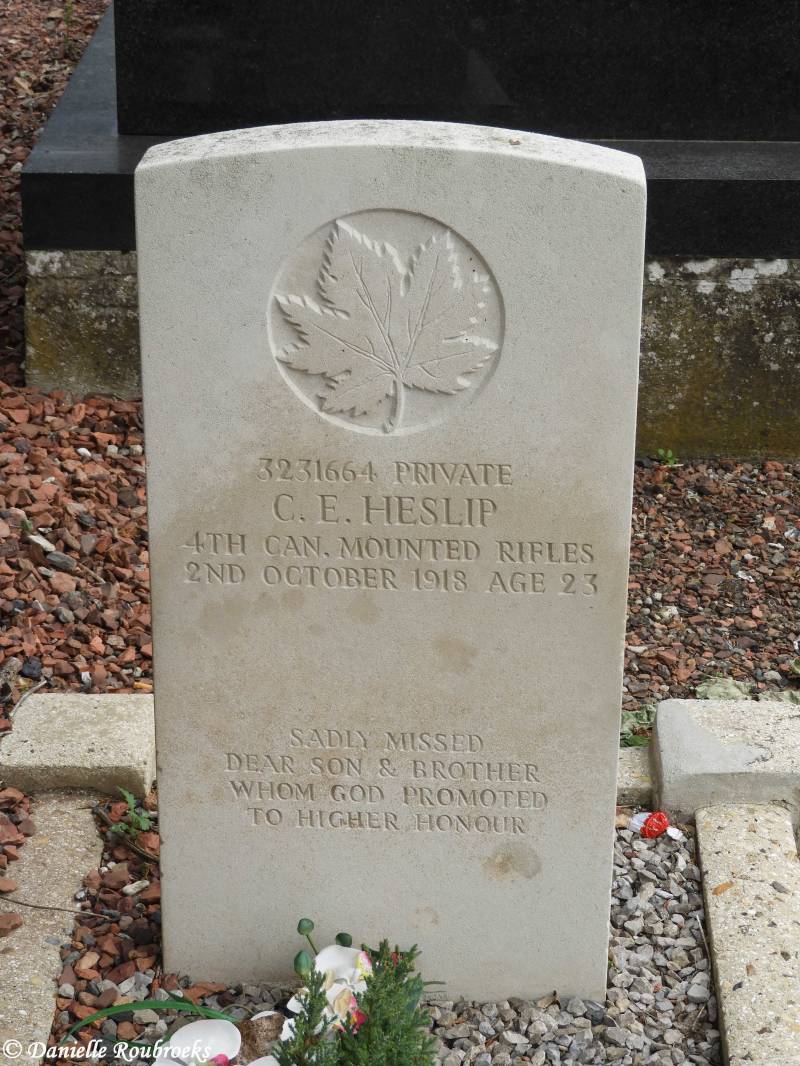 3231664 PRIVATE
C. E. HESLIP
4TH CAN. MOUNTED RIFLES
2ND OCTOBER 1918 AGE 23
SADLY MISSED
DEAR SON & BROTHER
WHOM GOD PROMOTED
TO HIGHER HONOUR
© Danielle Roubroeks